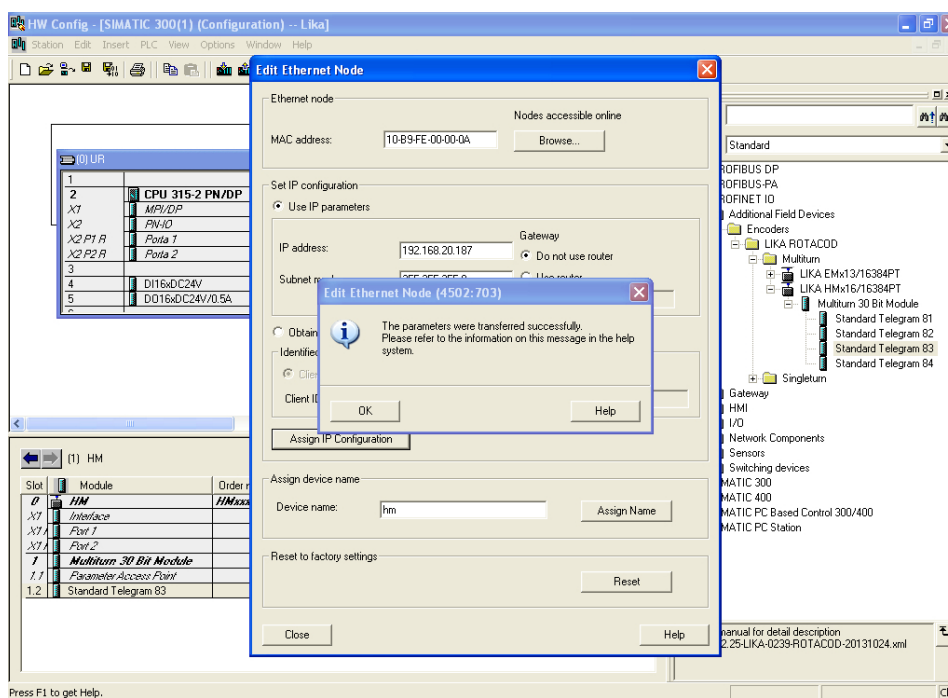 HW Config - [SIMATIC 300(1) (Configuration) -- Lika]
Station Edit Insert PLC View Options Window Help
Edit Ethernet Node
Ethernet node
Nodes accessible online
MAC address:
10-B9-FE-00-00-0A
Browse...
Set IP configuration
Use IP parameters
IP address:
192.168.20.187
Gateway
Do not use router
Subnet
Obtain
Identified
Client ID
Assign IP Configuration
Edit Ethernet Node (4502:703)
The parameters were transferred successfully.
Please refer to the information on this message in the help
system.
OK
Help
Assign device name
Device name:
hm
Assign Name
Reset to factory settings
Reset
Close
Help
(0) UR
1
2 CPU 315-2 PN/DP
X1 MPI/DP
X2 PN-IO
X2 P1 R Porta 1
X2 P2 R Porta 2
3
4 DI16xDC24V
5 DO16xDC24V/0.5A
(1) HM
Slot Module Order
0 HM HMxxx
X1 Interface
X1 Port 1
X1 Port 2
1 Multiturn 30 Bit Module
1.1 Parameter Access Point
1.2 Standard Telegram 83
Standard
ROFIBUS DP
ROFIBUS-PA
ROFINET IO
Additional Field Devices
Encoders
LIKA ROTACOD
Multiturn
LIKA EMx13/16384PT
LIKA HMx16/16384PT
Multiturn 30 Bit Module
Standard Telegram 81
Standard Telegram 82
Standard Telegram 83
Standard Telegram 84
Singleturn
Gateway
HMI
I/O
Network Components
Sensors
Switching devices
MATIC 300
MATIC 400
MATIC PC Based Control 300/400
MATIC PC Station
manual for detail description
2.25-LIKA-0239-ROTACOD-20131024.xml
Press F1 to get Help.